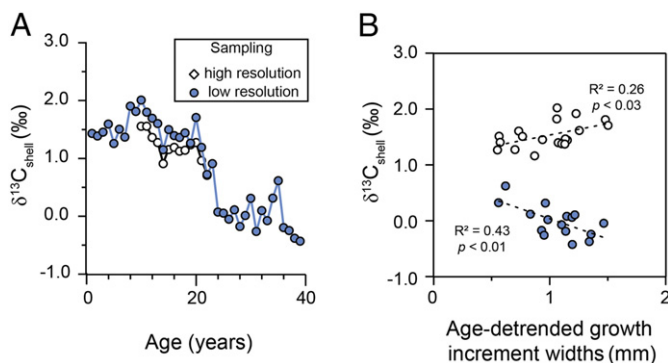 A
Sampling
high resolution
low resolution
3.0
2.0
1.0
0.0
-1.0
δ¹³Cshell (‰)
0
20
40
Age (years)
B
3.0
2.0
1.0
0.0
-1.0
δ¹³Cshell (‰)
R² = 0.26
p < 0.03
R² = 0.43
p < 0.01
0
1
2
Age-detrended growth
increment widths (mm)